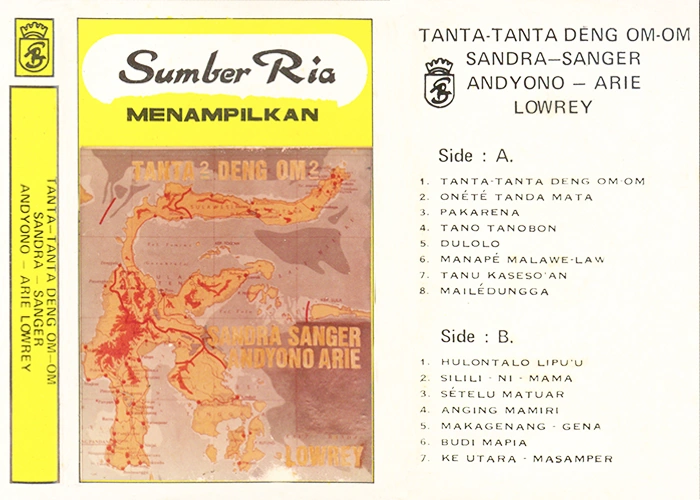 TANTA-TANTA DENG OM-OM
SANDRA - SANGER
ANDYONO - ARIE LOWREY
Sumber Ria
MENAMPILKAN
TANTA² DENG OM²
SANDRA SANGER
ANDYONO ARIE
LOWREY
TANTA-TANTA DENG OM-OM
SANDRA-SANGER
ANDYONO - ARIE
LOWREY
Side : A.
1. TANTA-TANTA DENG OM-OM
2. ONÉTÉ TANDA MATA
3. PAKARENA
4. TANO TANOBON
5. DULOLO
6. MANAPÉ MALAWE-LAW
7. TANU KASESO'AN
8. MAILÉDUNGGA
Side : B.
1. HULONTALO LIPU'U
2. SILILI - NI - MAMA
3. SÉTELU MATUAR
4. ANGING MAMIRI
5. MAKAGENANG - GENA
6. BUDI MAPIA
7. KE UTARA - MASAMPER